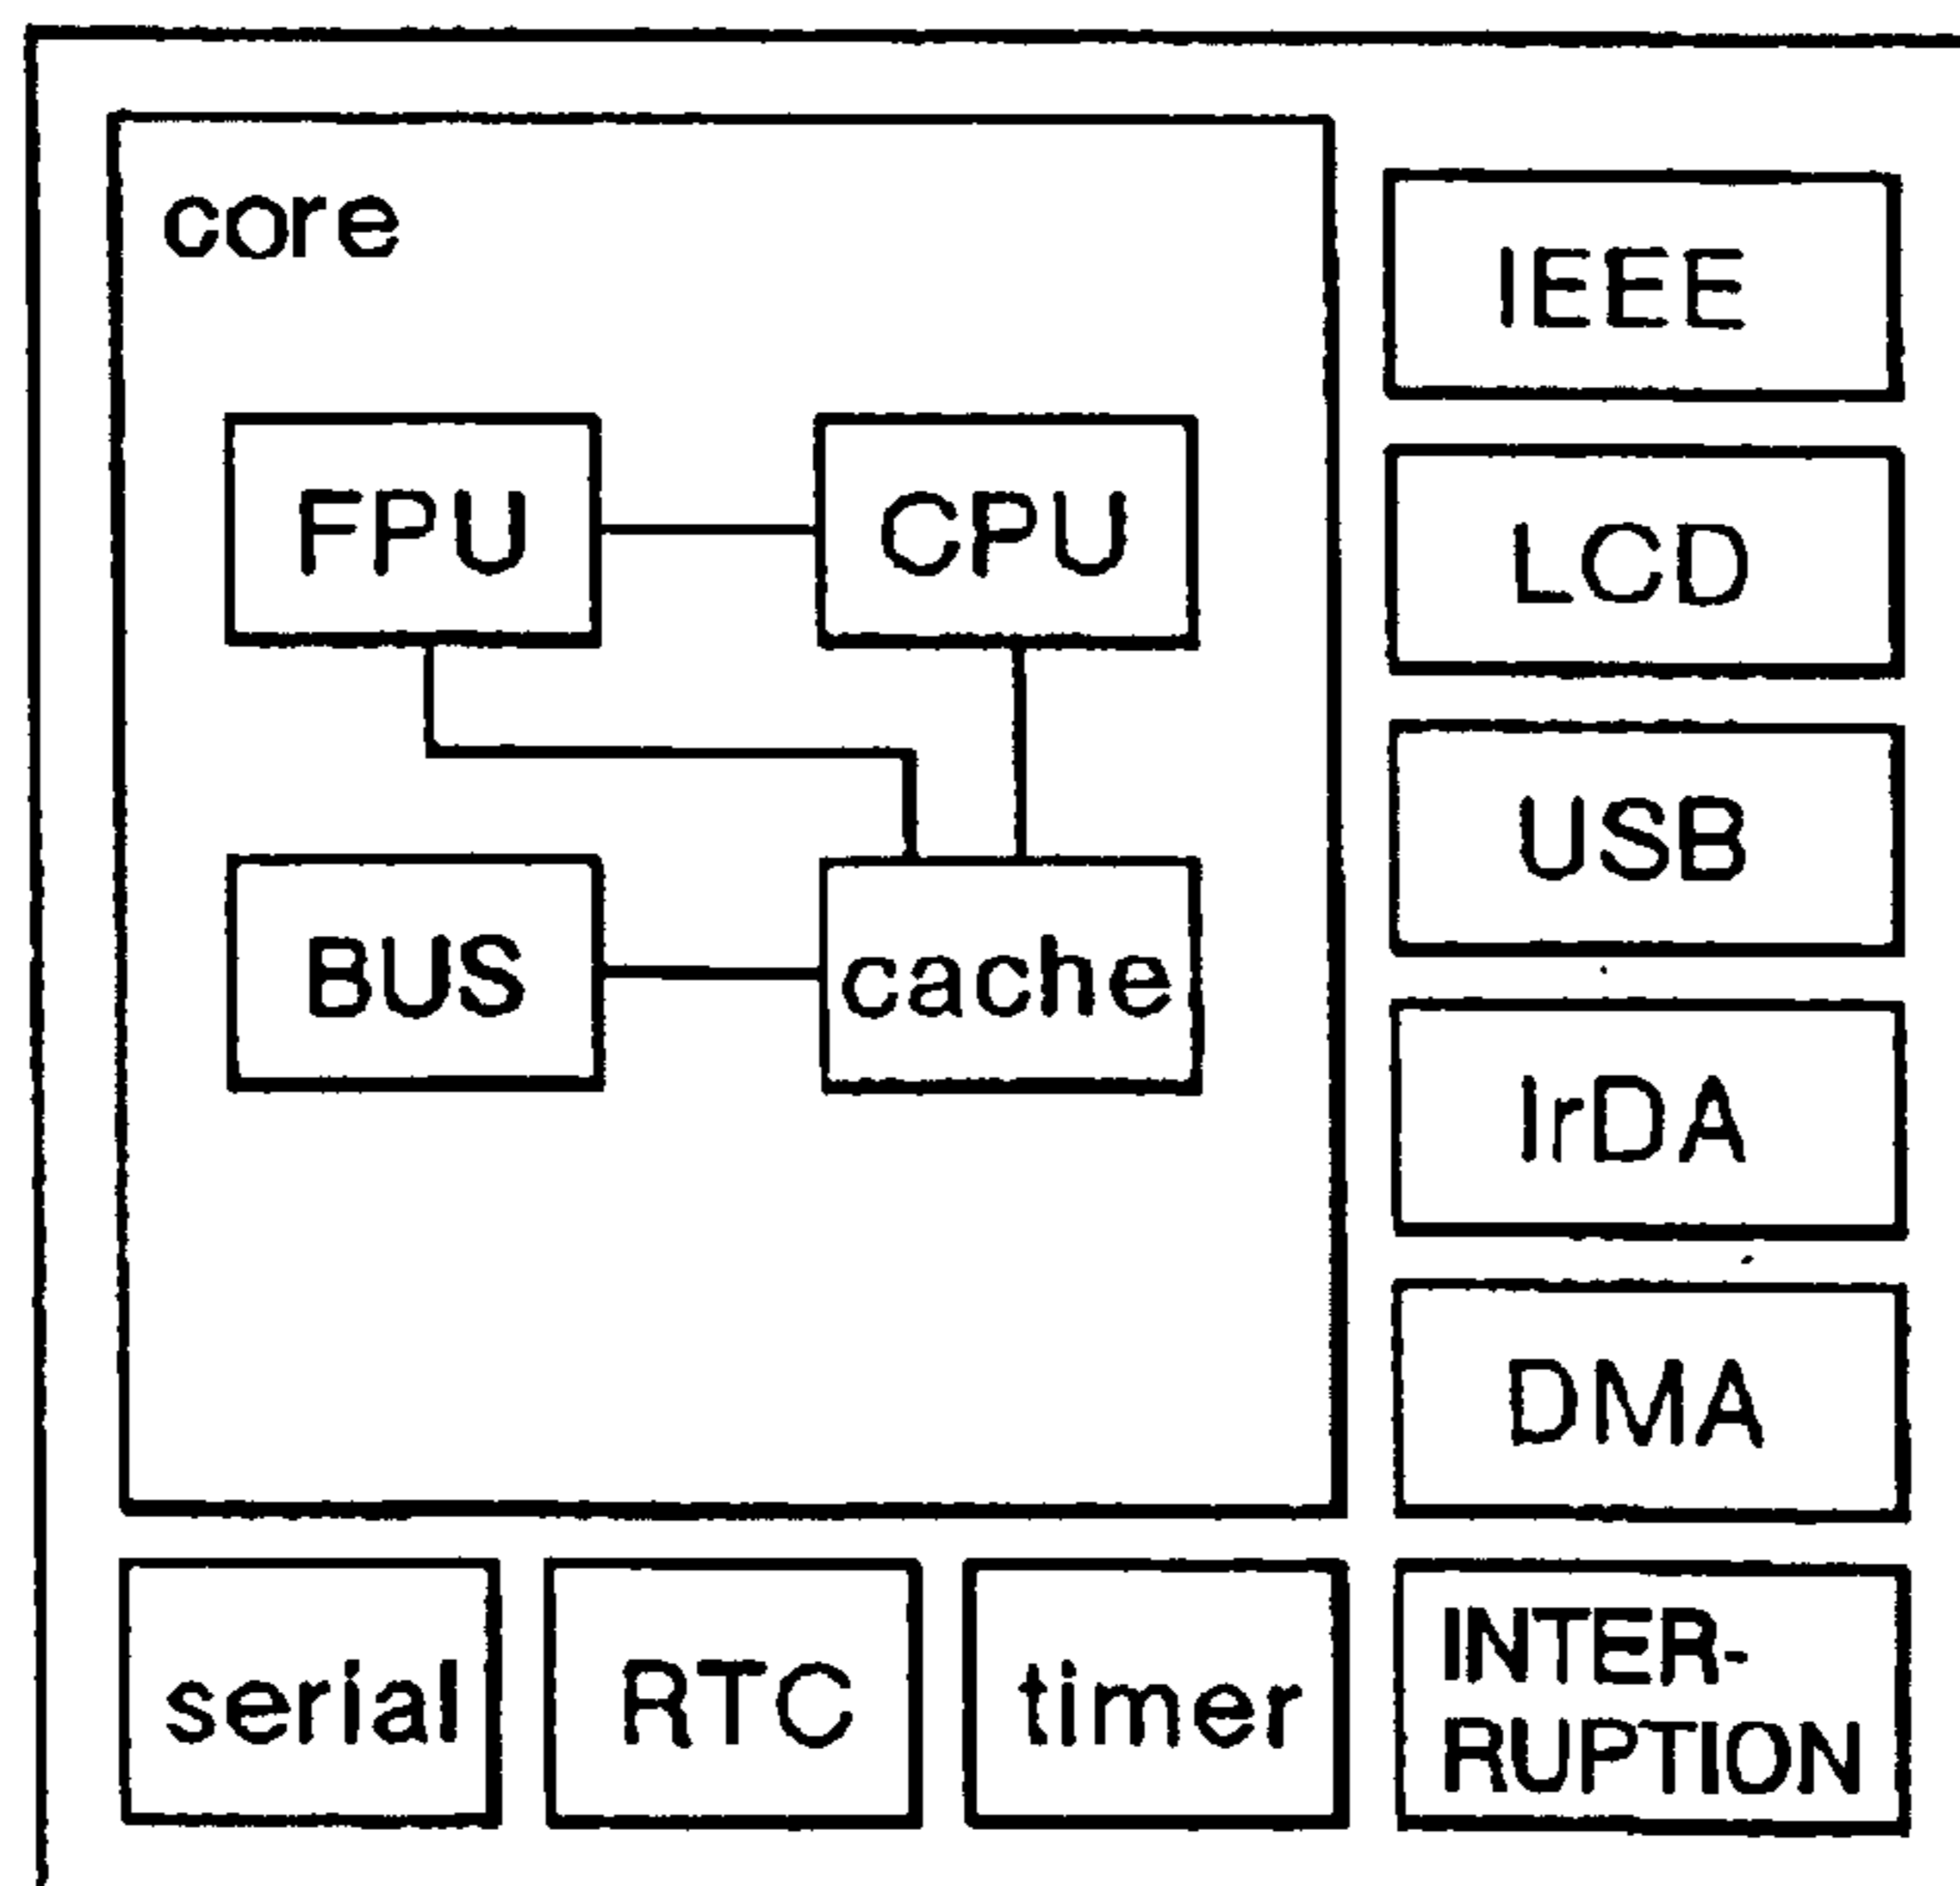 core
FPU
CPU
BUS
cache
IEEE
LCD
USB
IrDA
DMA
serial
RTC
timer
INTER-
RUPTION